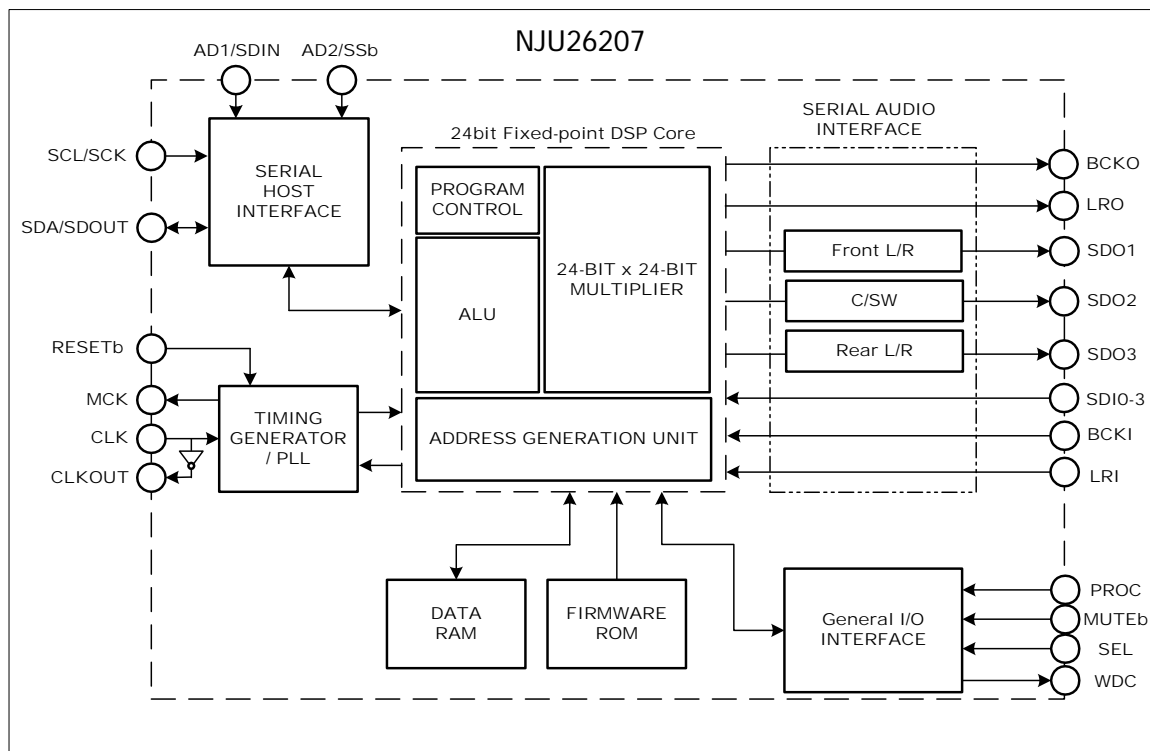 NJU26207
AD1/SDIN
AD2/SSb
SCL/SCK
SDA/SDOUT
SERIAL
HOST
INTERFACE
RESETb
MCK
CLK
CLKOUT
TIMING
GENERATOR
/ PLL
24bit Fixed-point DSP Core
PROGRAM
CONTROL
ALU
24-BIT x 24-BIT
MULTIPLIER
ADDRESS GENERATION UNIT
SERIAL AUDIO
INTERFACE
Front L/R
C/SW
Rear L/R
BCKO
LRO
SDO1
SDO2
SDO3
SDI0-3
BCKI
LRI
DATA
RAM
FIRMWARE
ROM
General I/O
INTERFACE
PROC
MUTEb
SEL
WDC